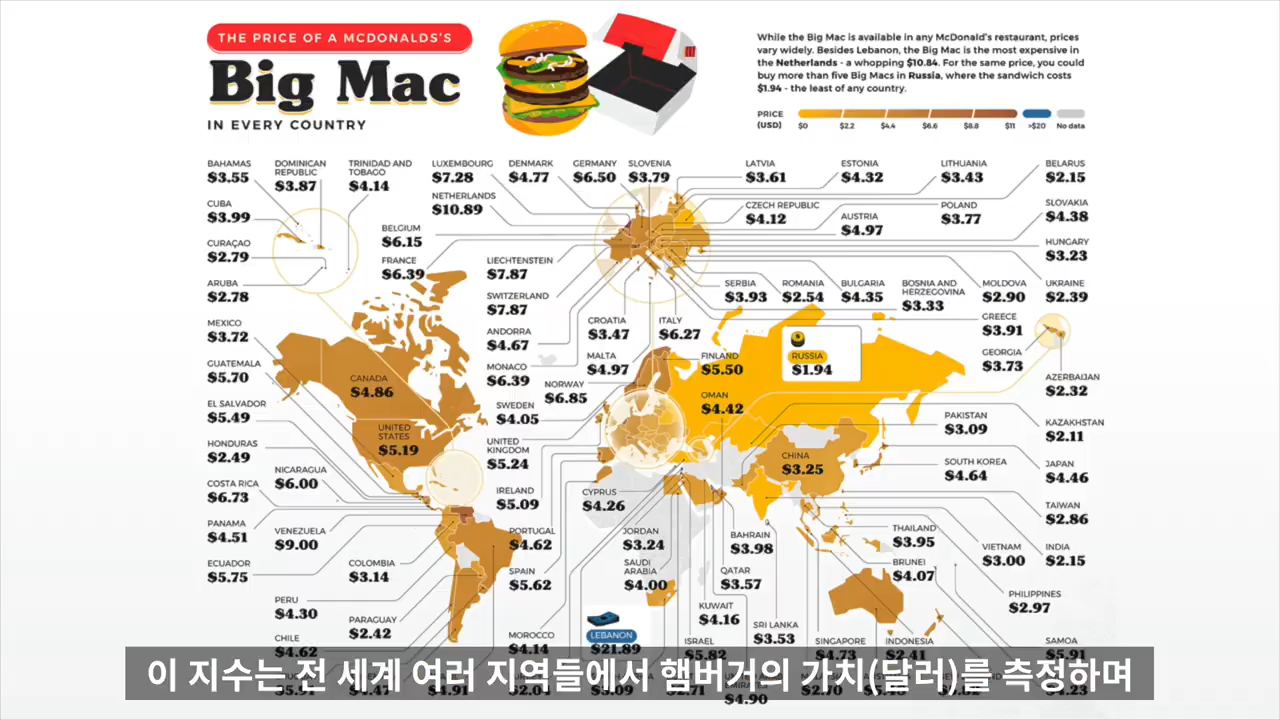 THE PRICE OF A MCDONALDS'S
Big Mac
IN EVERY COUNTRY
While the Big Mac is available in any McDonald's restaurant, prices
vary widely. Besides Lebanon, the Big Mac is the most expensive in
the Netherlands - a whopping $10.84. For the same price, you could
buy more than five Big Macs in Russia, where the sandwich costs
$1.94 - the least of any country.
PRICE
(USD)
$0 $2.2 $4.4 $6.6 $8.8 $11 >$20 No data
BAHAMAS
$3.55
DOMINICAN
REPUBLIC
$3.87
TRINIDAD AND
TOBAGO
$4.14
LUXEMBOURG
$7.28
DENMARK
$4.77
GERMANY
$6.50
SLOVENIA
$3.79
LATVIA
$3.61
ESTONIA
$4.32
LITHUANIA
$3.43
BELARUS
$2.15
CUBA
$3.99
NETHERLANDS
$10.89
CZECH REPUBLIC
$4.12
AUSTRIA
$4.97
POLAND
$3.77
SLOVAKIA
$4.38
CURAÇAO
$2.79
BELGIUM
$6.15
HUNGARY
$3.23
FRANCE
$6.39
LIECHTENSTEIN
$7.87
ARUBA
$2.78
SWITZERLAND
$7.87
SERBIA
$3.93
ROMANIA
$2.54
BULGARIA
$4.35
BOSNIA AND
HERZEGOVINA
$3.33
MOLDOVA
$2.90
UKRAINE
$2.39
MEXICO
$3.72
ANDORRA
$4.67
CROATIA
$3.47
ITALY
$6.27
GREECE
$3.91
GUATEMALA
$5.70
MONACO
$6.39
MALTA
$4.97
FINLAND
$5.50
RUSSIA
$1.94
GEORGIA
$3.73
CANADA
$4.86
NORWAY
$6.85
AZERBAIJAN
$2.32
EL SALVADOR
$5.49
SWEDEN
$4.05
OMAN
$4.42
PAKISTAN
$3.09
KAZAKHSTAN
$2.11
UNITED
STATES
$5.19
HONDURAS
$2.49
UNITED
KINGDOM
$5.24
CHINA
$3.25
SOUTH KOREA
$4.64
JAPAN
$4.46
NICARAGUA
$6.00
COSTA RICA
$6.73
IRELAND
$5.09
CYPRUS
$4.26
TAIWAN
$2.86
PANAMA
$4.51
VENEZUELA
$9.00
PORTUGAL
$4.62
JORDAN
$3.24
BAHRAIN
$3.98
THAILAND
$3.95
VIETNAM
$3.00
INDIA
$2.15
ECUADOR
$5.75
COLOMBIA
$3.14
SPAIN
$5.62
SAUDI
ARABIA
$4.00
QATAR
$3.57
BRUNEI
$4.07
PERU
$4.30
KUWAIT
$4.16
PHILIPPINES
$2.97
PARAGUAY
$2.42
SRI LANKA
$3.53
CHILE
$4.62
MOROCCO
$4.14
LEBANON
$21.89
ISRAEL
$5.82
SINGAPORE
$4.73
INDONESIA
$2.41
SAMOA
$5.91
이 지수는 전 세계 여러 지역들에서 햄버거의 가치(달러)를 측정하며
$4.90